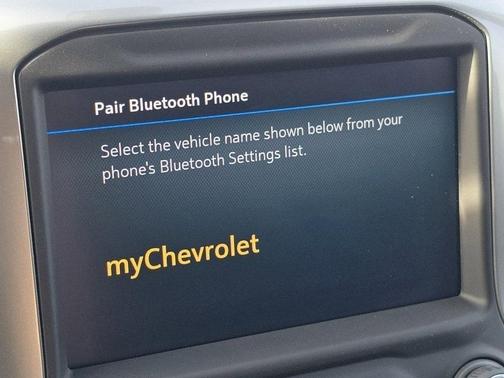 Pair Bluetooth Phone
Select the vehicle name shown below from your
phone's Bluetooth Settings list.
myChevrolet